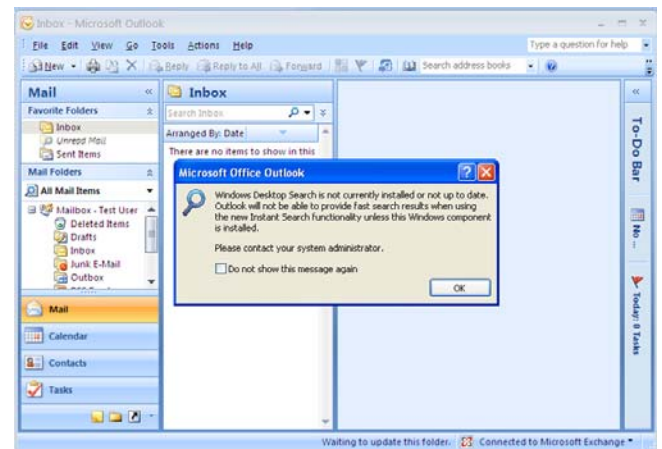 Inbox - Microsoft Outlook
File Edit View Go Tools Actions Help
Type a question for help
New Reply Reply to All Forward Search address books
Mail
Favorite Folders
Inbox
Unread Mail
Sent Items
Mail Folders
All Mail Items
Mailbox - Test User
Deleted Items
Drafts
Inbox
Junk E-Mail
Outbox
Mail
Calendar
Contacts
Tasks
Inbox
Search Inbox
Arranged By: Date
There are no items to show in this
Microsoft Office Outlook
Windows Desktop Search is not currently installed or not up to date.
Outlook will not be able to provide fast search results when using
the new Instant Search functionality unless this Windows component
is installed.
Please contact your system administrator.
Do not show this message again
OK
To-Do Bar
No ...
Today: 0 Tasks
Waiting to update this folder. Connected to Microsoft Exchange